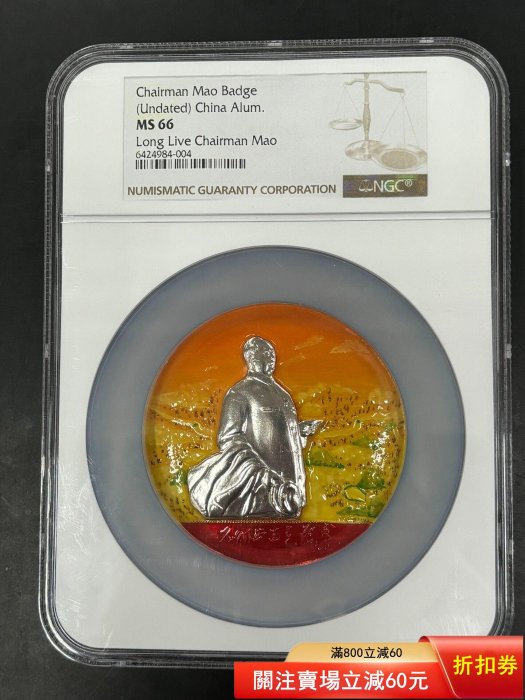 Chairman Mao Badge
(Undated) China Alum.
MS 66
Long Live Chairman Mao
6424984-004
NUMISMATIC GUARANTY CORPORATION
NGC®
滿800立減60
關注賣場立減60元
折扣券